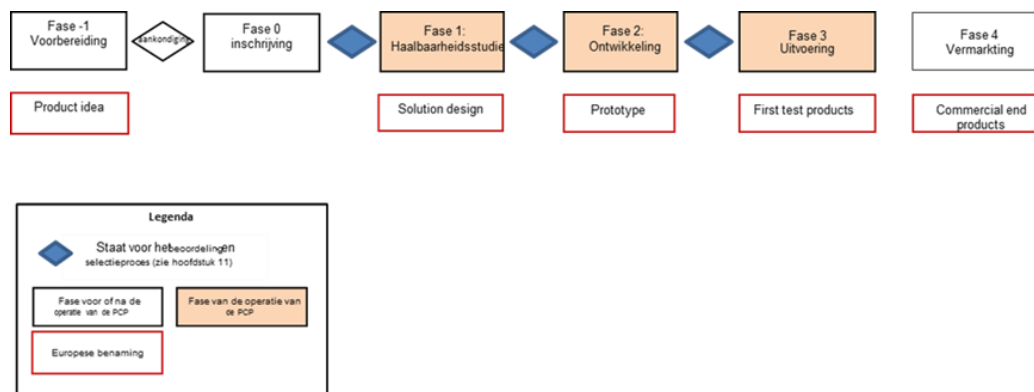 Fase -1
Voorbereiding
aankondiging
Fase 0
inschrijving
Fase 1:
Haalbaarheidsstudie
Fase 2:
Ontwikkeling
Fase 3
Uitvoering
Fase 4
Vermarkting
Product idea
Solution design
Prototype
First test products
Commercial end
products
Legenda
Staat voor het beoordeling en
selectieproces (zie hoofdstuk 11)
Fase voor of na de
operatie van de PCP
Fase van de operatie van
de PCP
Europese benaming